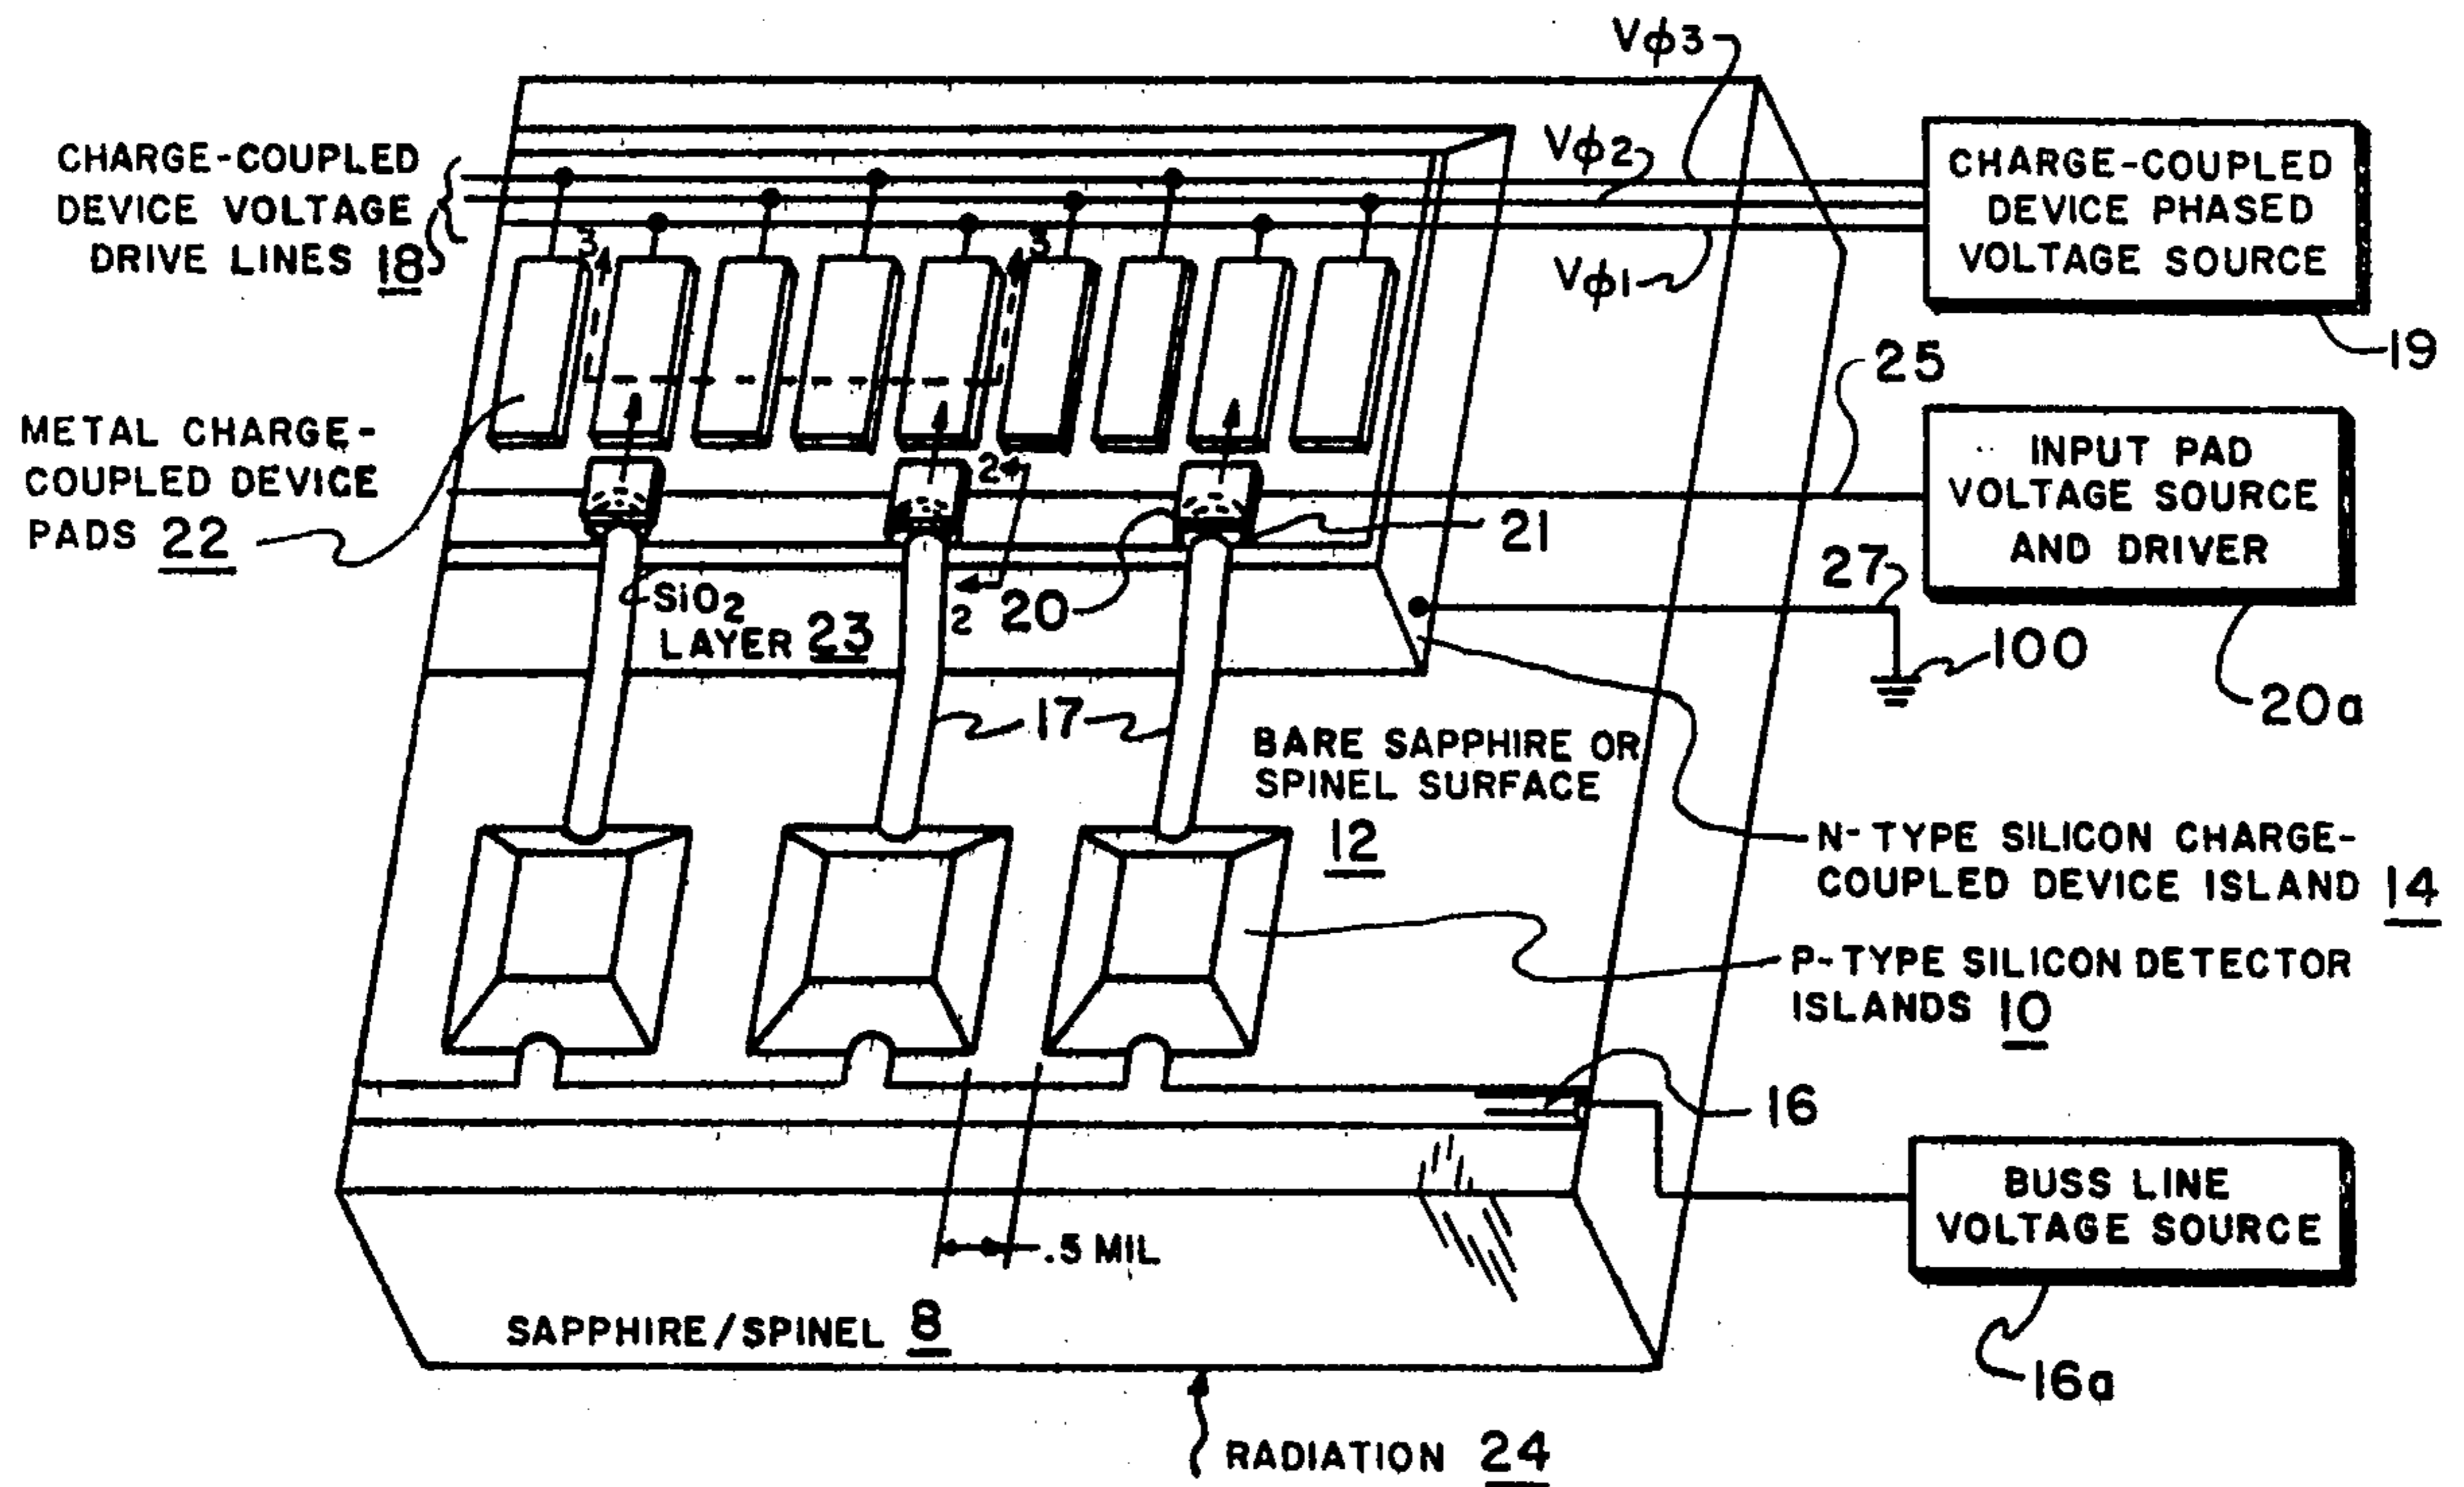 Vϕ3
CHARGE-COUPLED
DEVICE VOLTAGE
DRIVE LINES 18
Vϕ2
Vϕ1
CHARGE-COUPLED
DEVICE PHASED
VOLTAGE SOURCE
19
3
3
25
METAL CHARGE-
COUPLED DEVICE
PADS 22
INPUT PAD
VOLTAGE SOURCE
AND DRIVER
20a
2
2
21
20
27
100
SiO2
LAYER 23
17
BARE SAPPHIRE OR
SPINEL SURFACE
12
N-TYPE SILICON CHARGE-
COUPLED DEVICE ISLAND 14
P-TYPE SILICON DETECTOR
ISLANDS 10
16
BUSS LINE
VOLTAGE SOURCE
16a
.5 MIL
SAPPHIRE/SPINEL 8
RADIATION 24